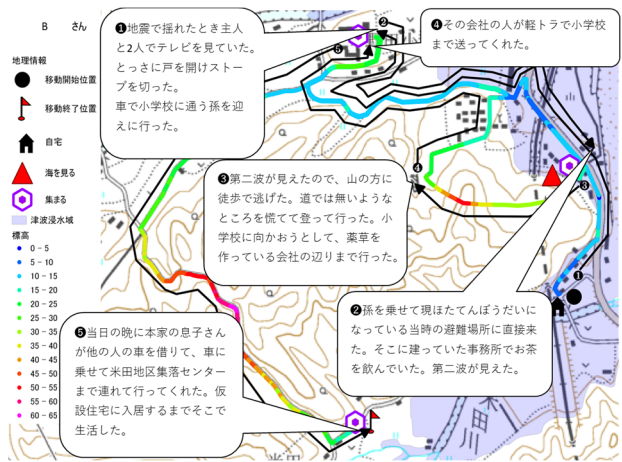 B さん
地理情報
移動開始位置
移動終了位置
自宅
海を見る
集まる
津波浸水域
標高
0 - 5
5 - 10
10 - 15
15 - 20
20 - 25
25 - 30
30 - 35
35 - 40
40 - 45
45 - 50
50 - 55
55 - 60
60 - 65
❶地震で揺れたとき主人
と2人でテレビを見ていた。
とっさに戸を開けストー
ブを切った。
車で小学校に通う孫を迎
えに行った。
❷
❺
❹その会社の人が軽トラで小学校
まで送ってくれた。
❸第二波が見えたので、山の方に
徒歩で逃げた。道では無いような
ところを慌てて登って行った。小
学校に向かおうとして、薬草を
作っている会社の辺りまで行った。
❹
❸
❶
❷孫を乗せて現ほたてんぼうだいに
なっている当時の避難場所に直接来
た。そこに建っていた事務所でお茶
を飲んでいた。第二波が見えた。
❺当日の晩に本家の息子さん
が他の人の車を借りて、車に
乗せて米田地区集落センター
まで連れて行ってくれた。仮
設住宅に入居するまでそこで
生活した。
米田